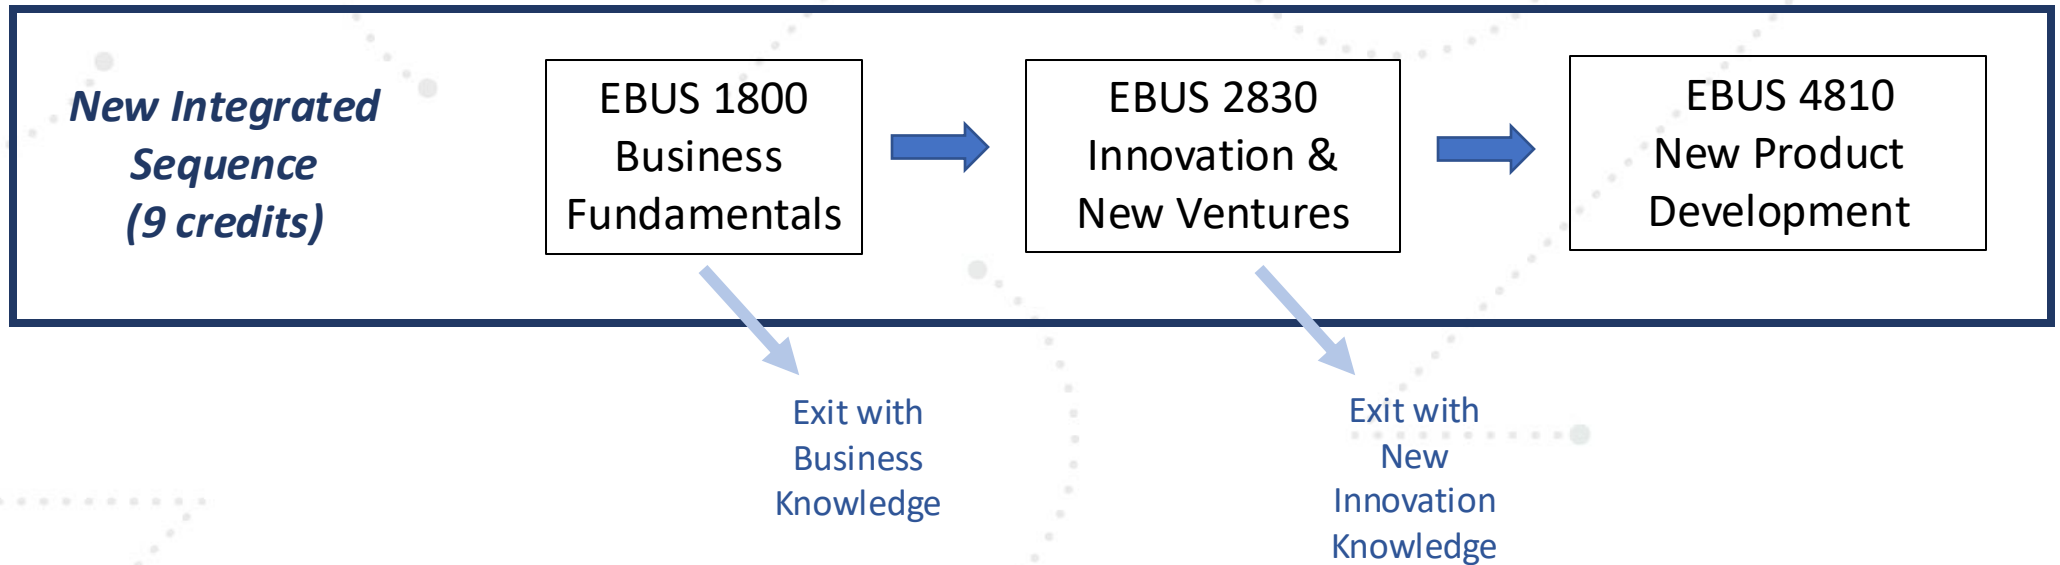 New Integrated
Sequence
(9 credits)
EBUS 1800
Business
Fundamentals
EBUS 2830
Innovation &
New Ventures
EBUS 4810
New Product
Development
Exit with
Business
Knowledge
Exit with
New
Innovation
Knowledge